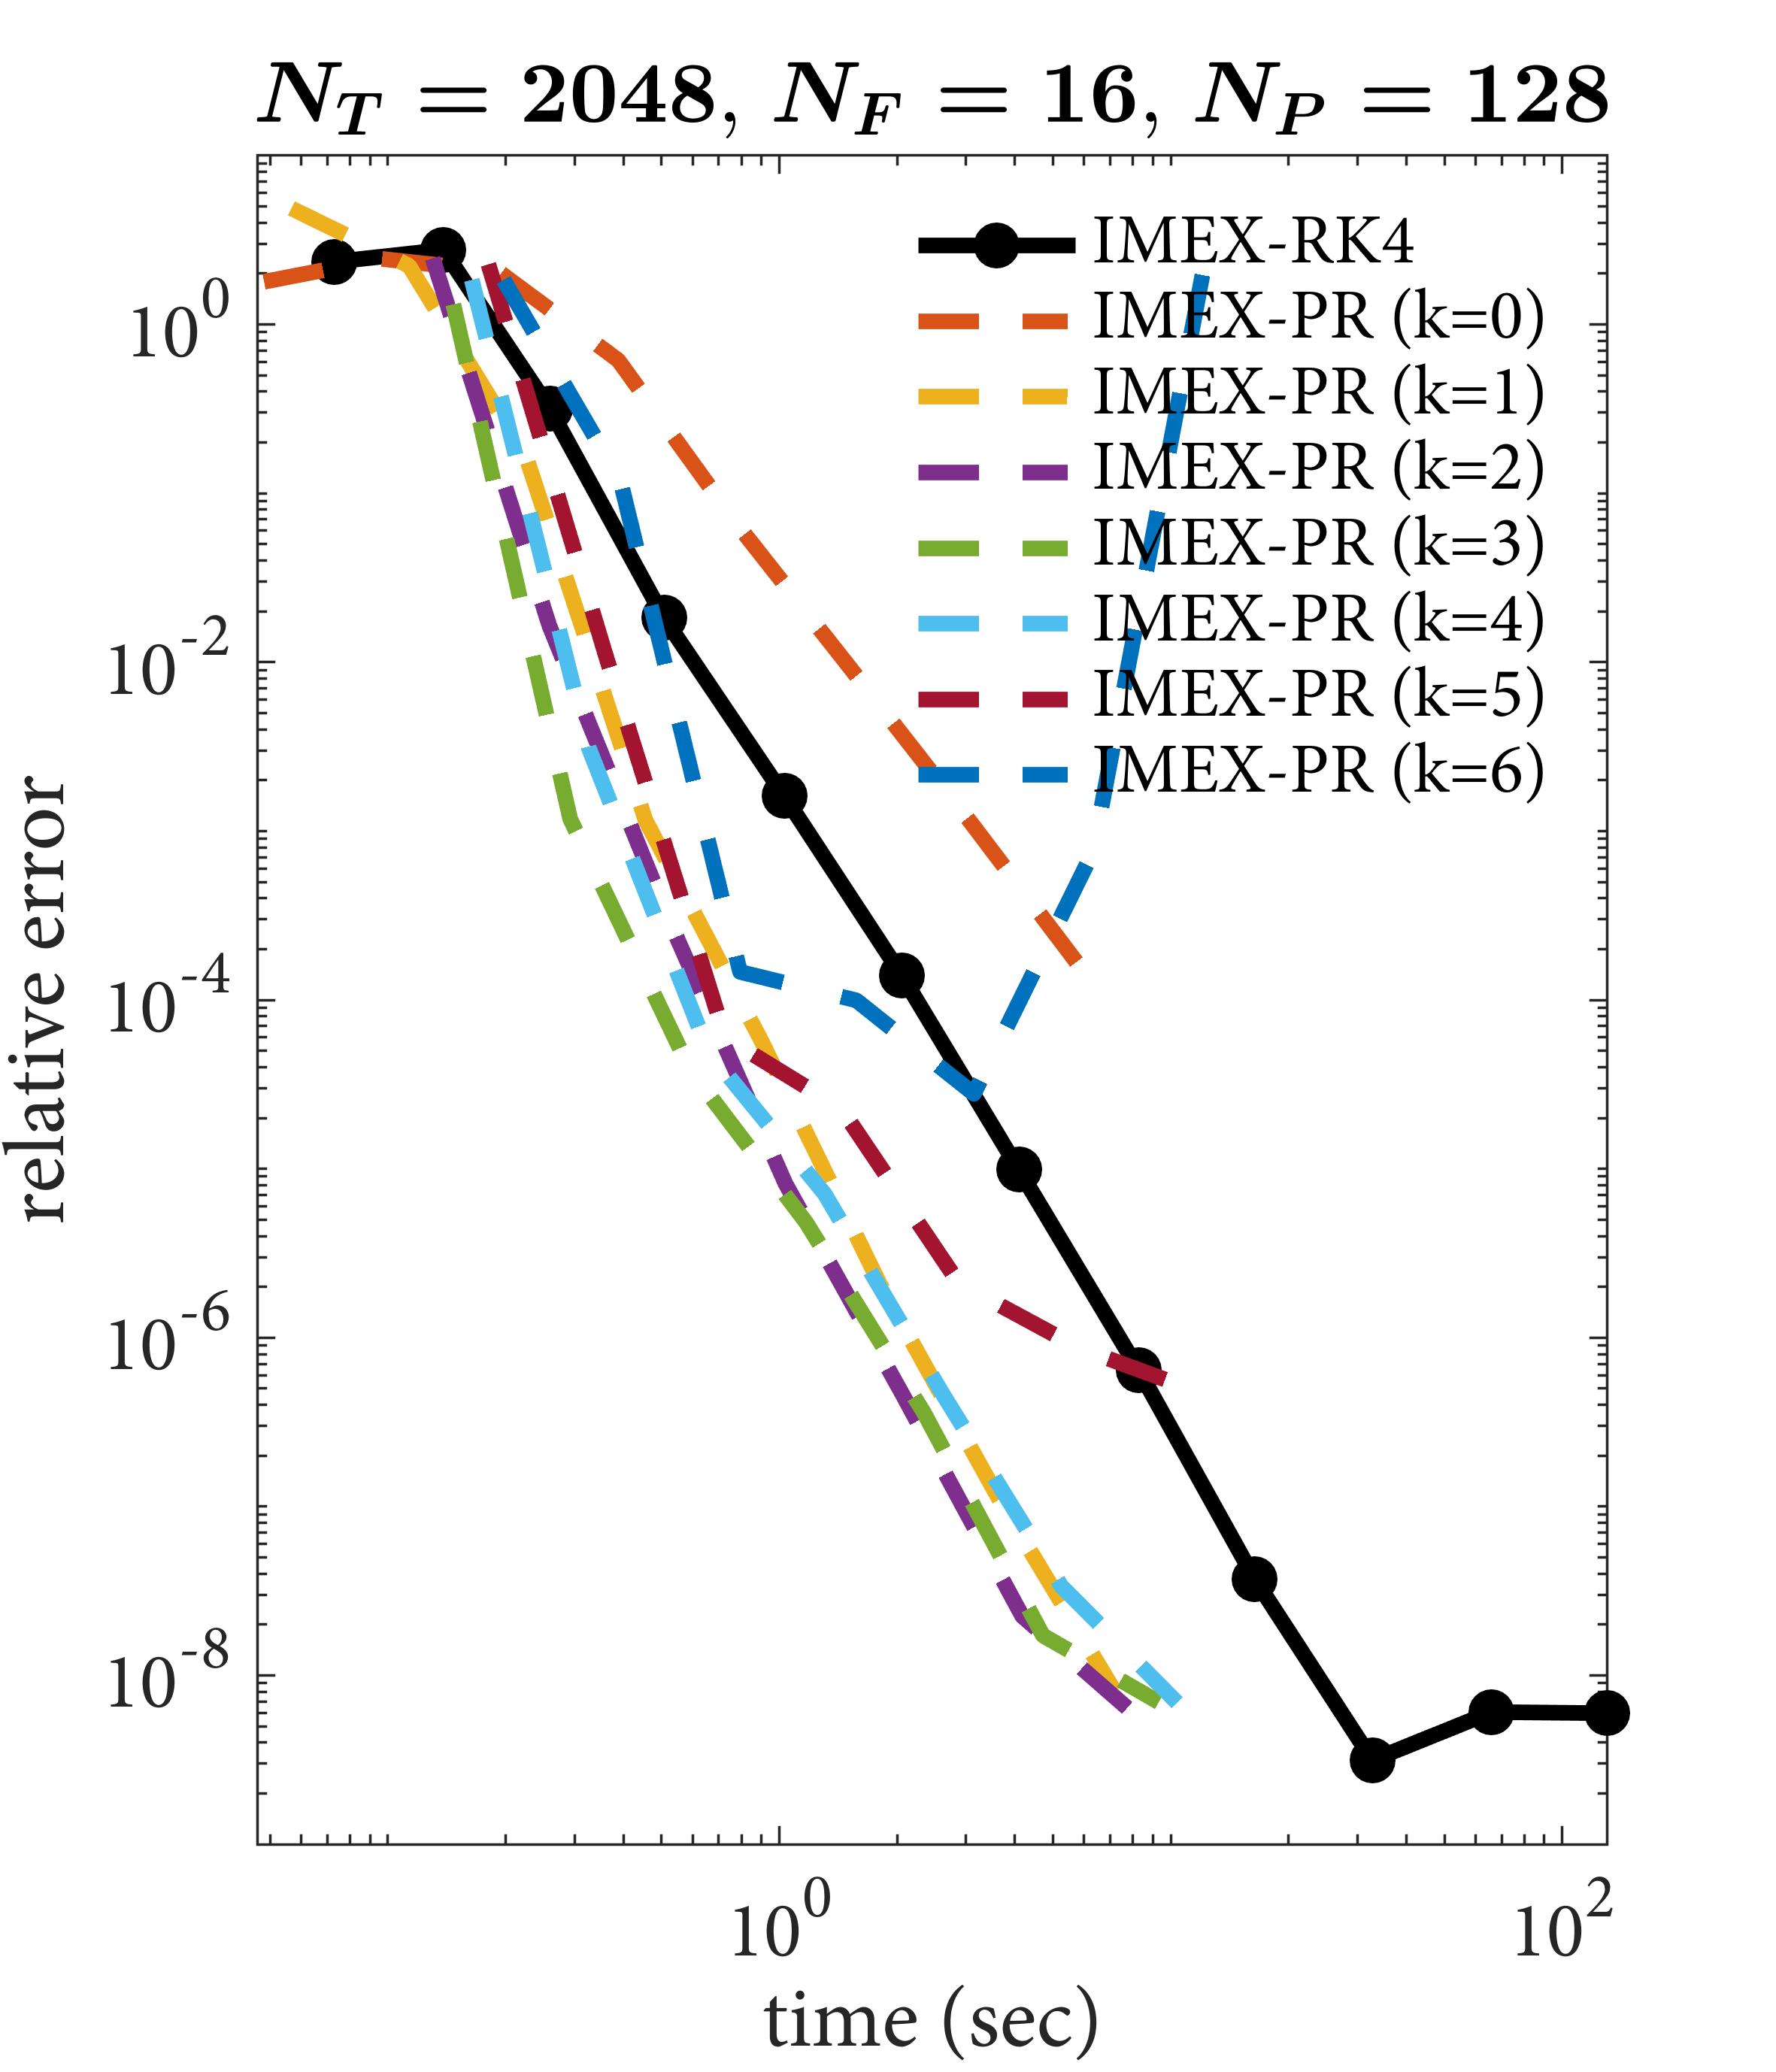 N_T = 2048, N_F = 16, N_P = 128
IMEX-RK4
IMEX-PR (k=0)
IMEX-PR (k=1)
IMEX-PR (k=2)
IMEX-PR (k=3)
IMEX-PR (k=4)
IMEX-PR (k=5)
IMEX-PR (k=6)
10^0
10^-2
10^-4
10^-6
10^-8
relative error
10^0 10^2
time (sec)